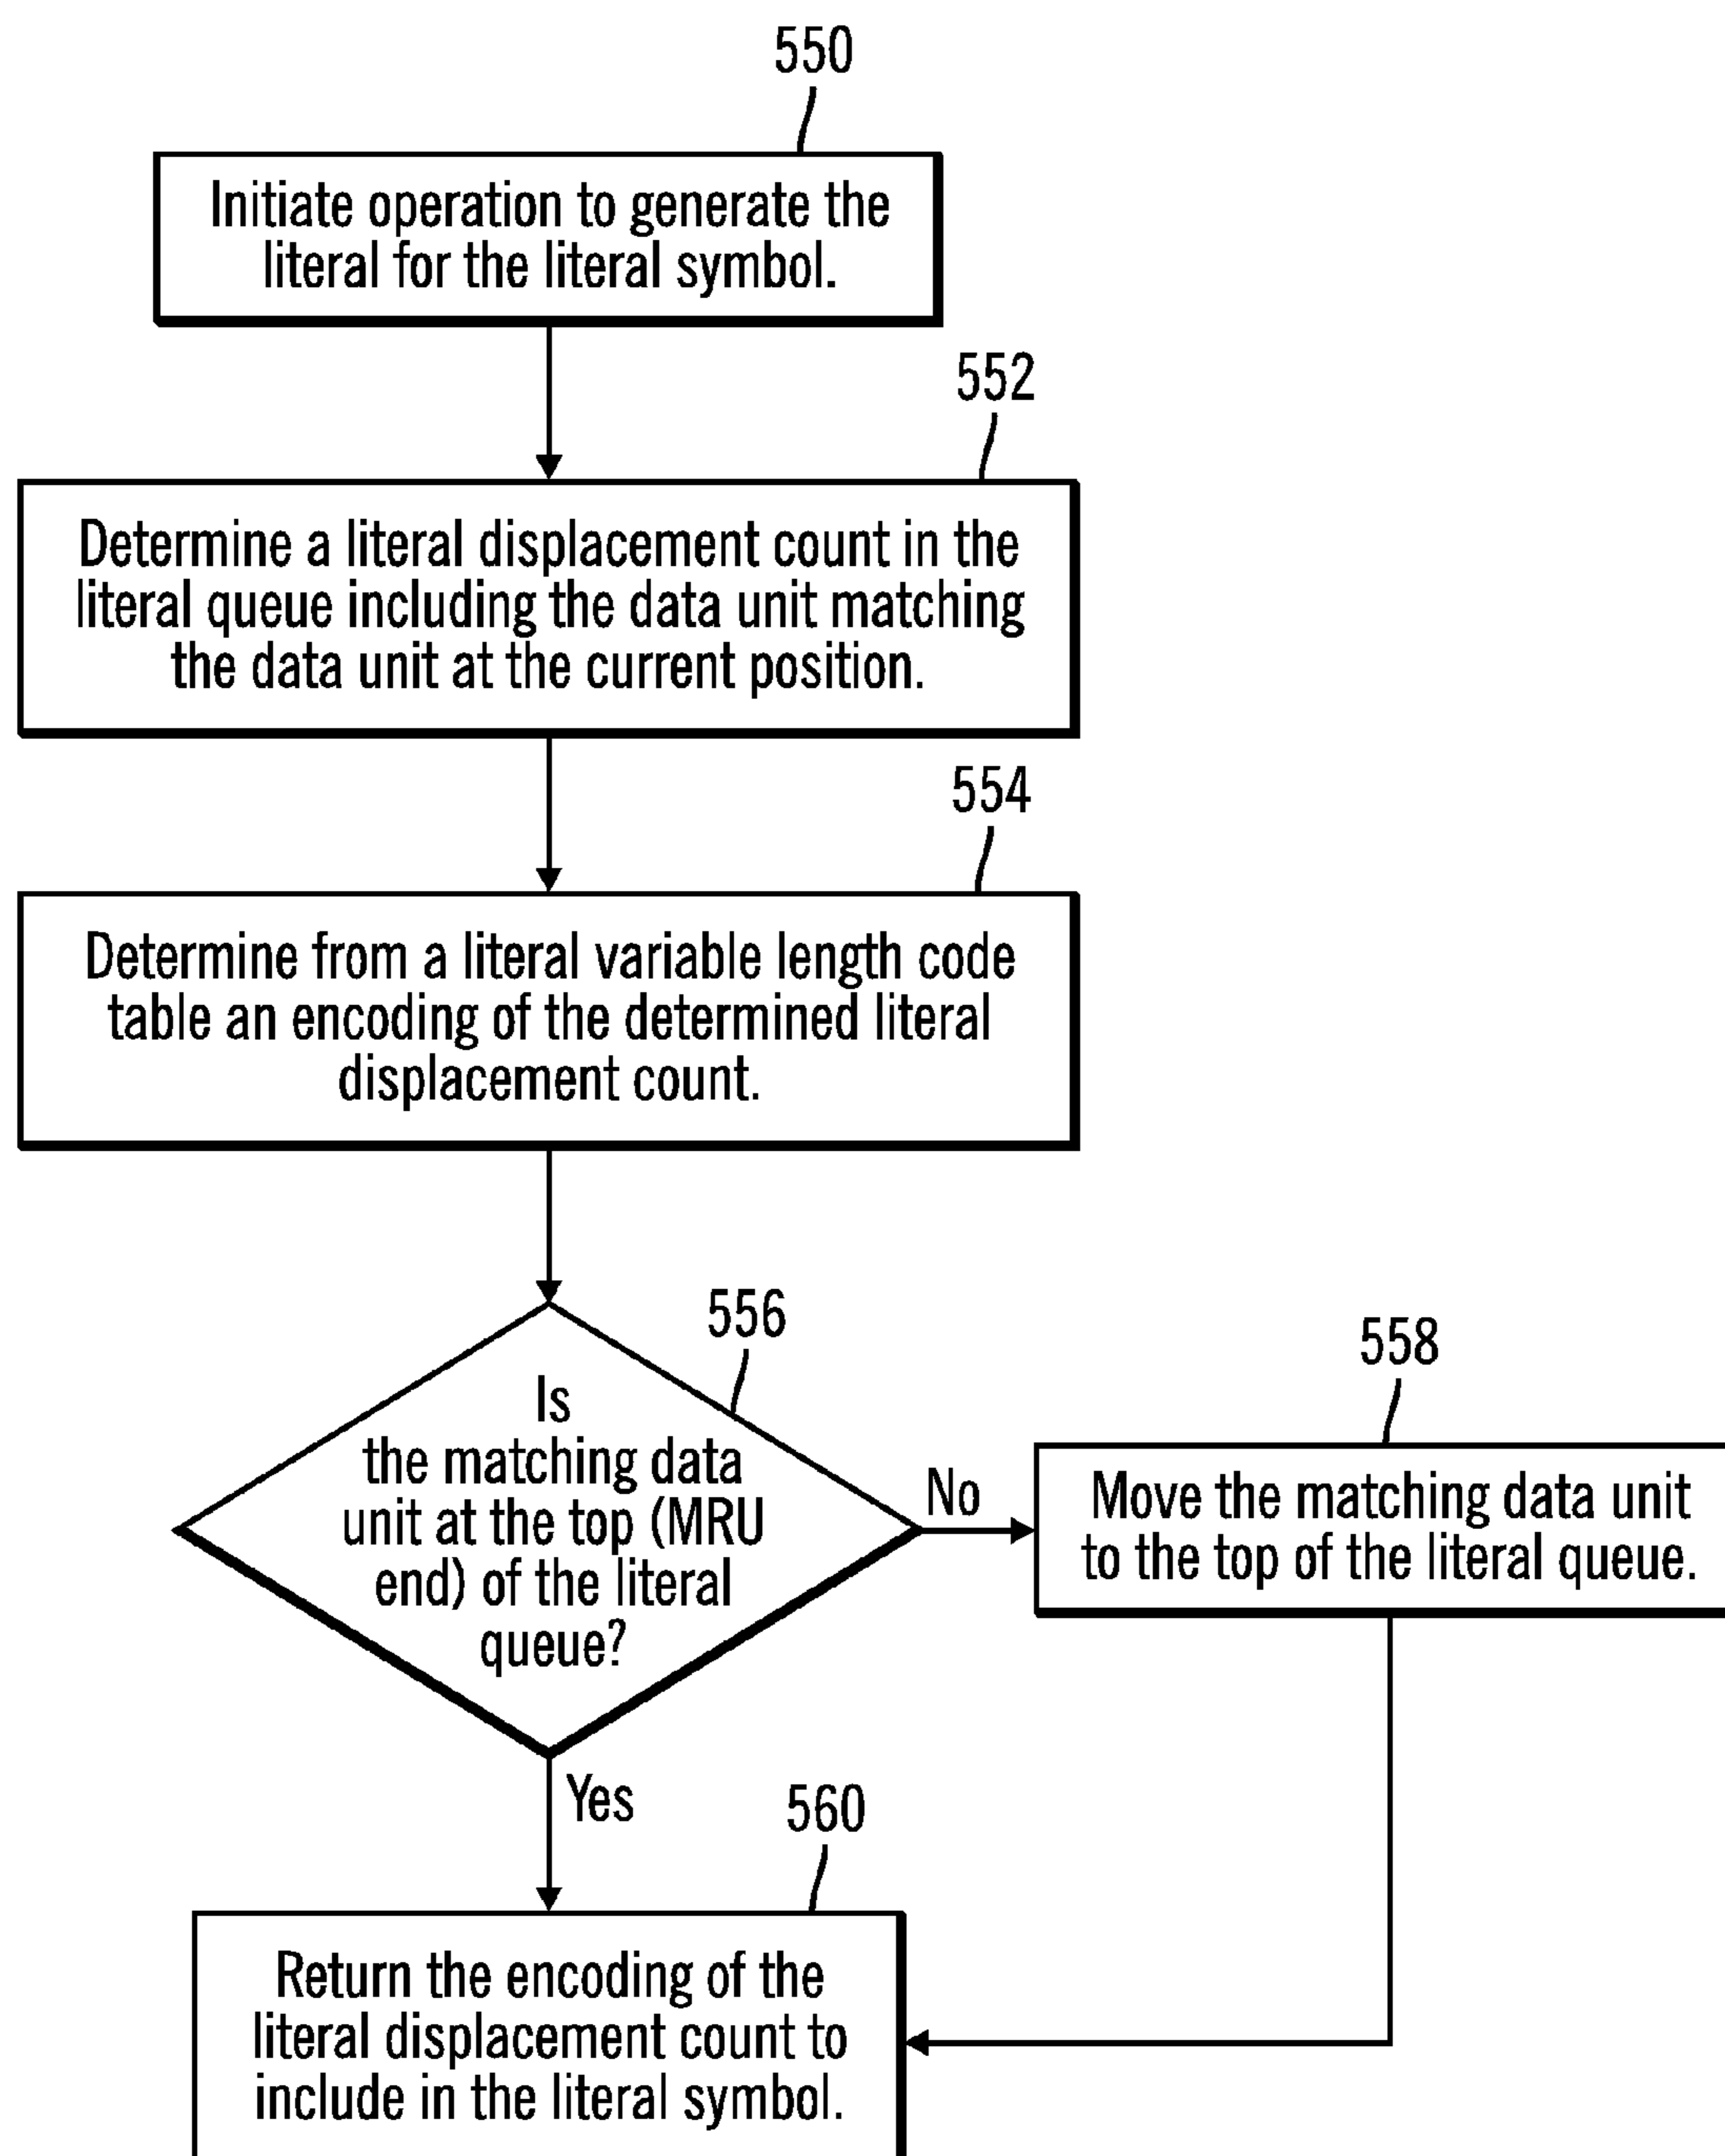 550
Initiate operation to generate the
literal for the literal symbol.
552
Determine a literal displacement count in the
literal queue including the data unit matching
the data unit at the current position.
554
Determine from a literal variable length code
table an encoding of the determined literal
displacement count.
556
Is
the matching data
unit at the top (MRU
end) of the literal
queue?
No
558
Move the matching data unit
to the top of the literal queue.
Yes
560
Return the encoding of the
literal displacement count to
include in the literal symbol.